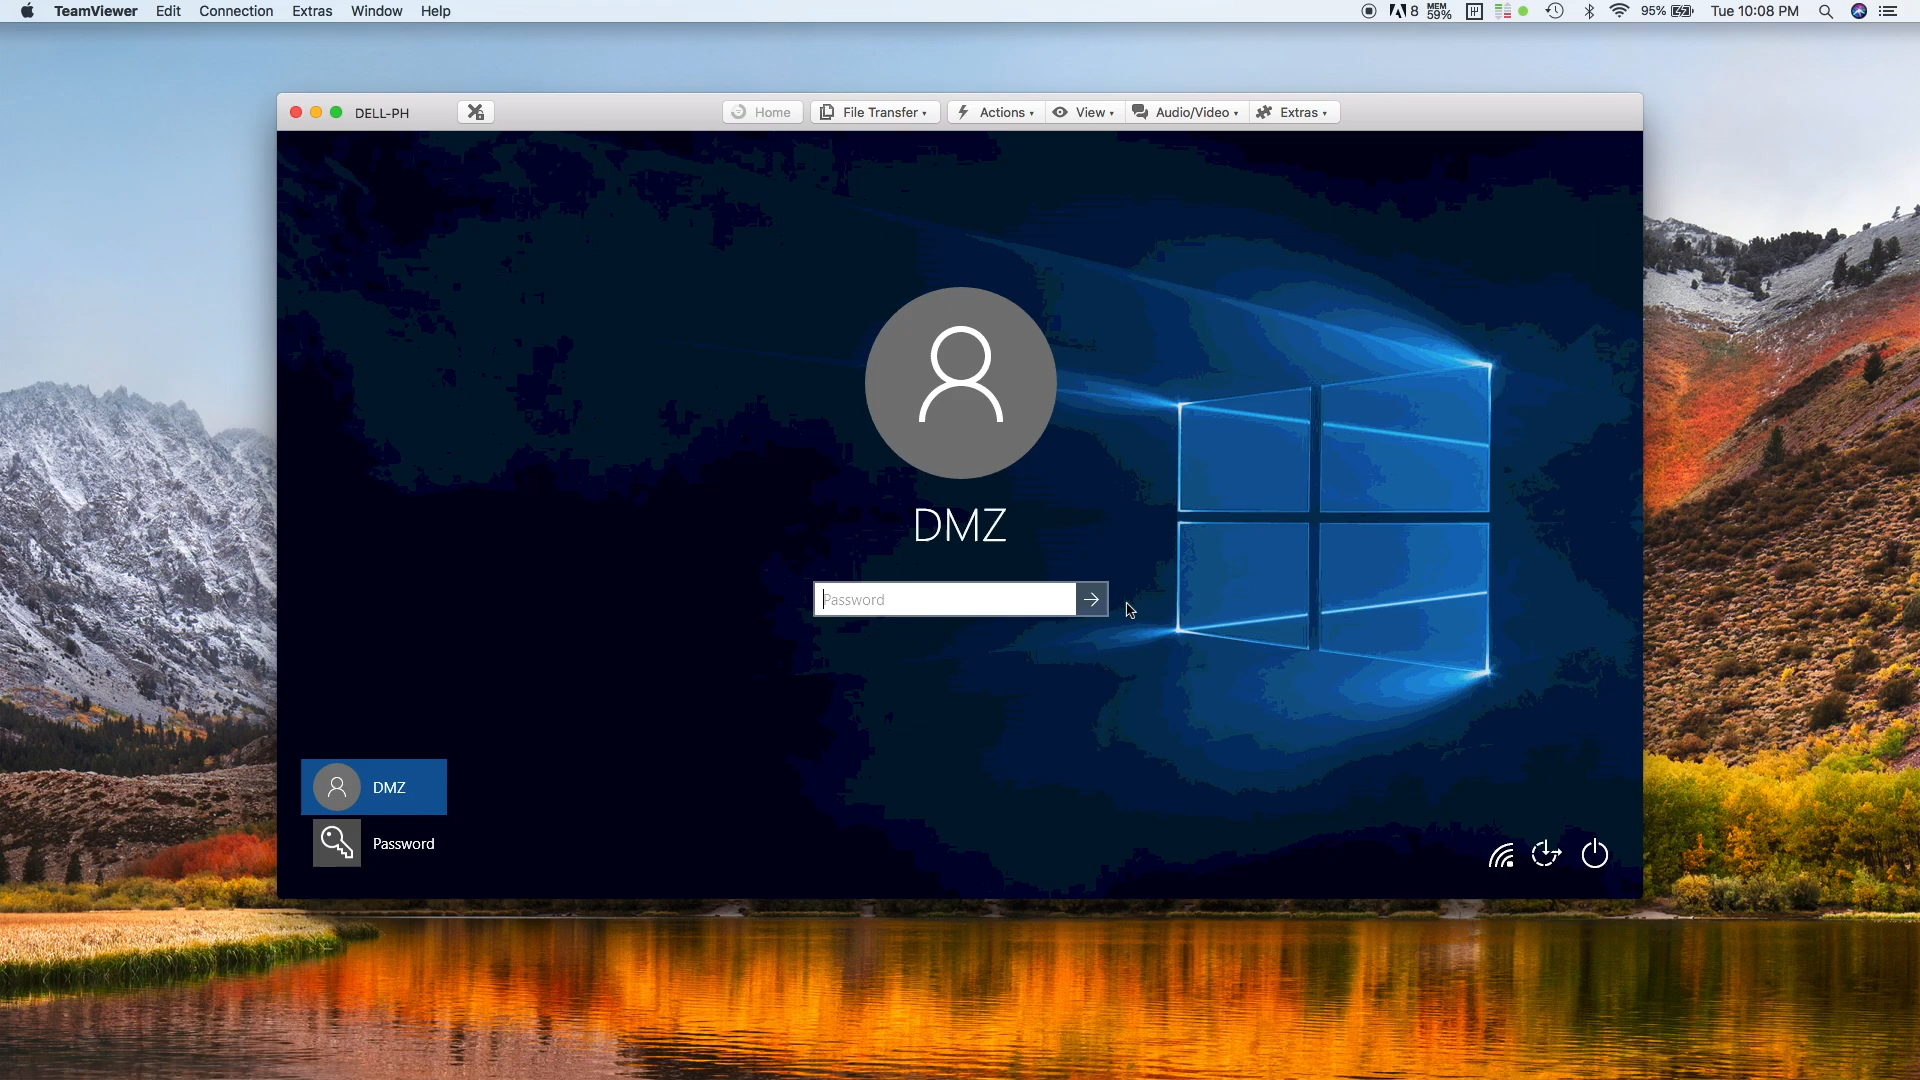 TeamViewer Edit Connection Extras Window Help
8 MEM 59% 95% Tue 10:08 PM
DELL-PH Home File Transfer Actions View Audio/Video Extras
DMZ
Password
DMZ
Password